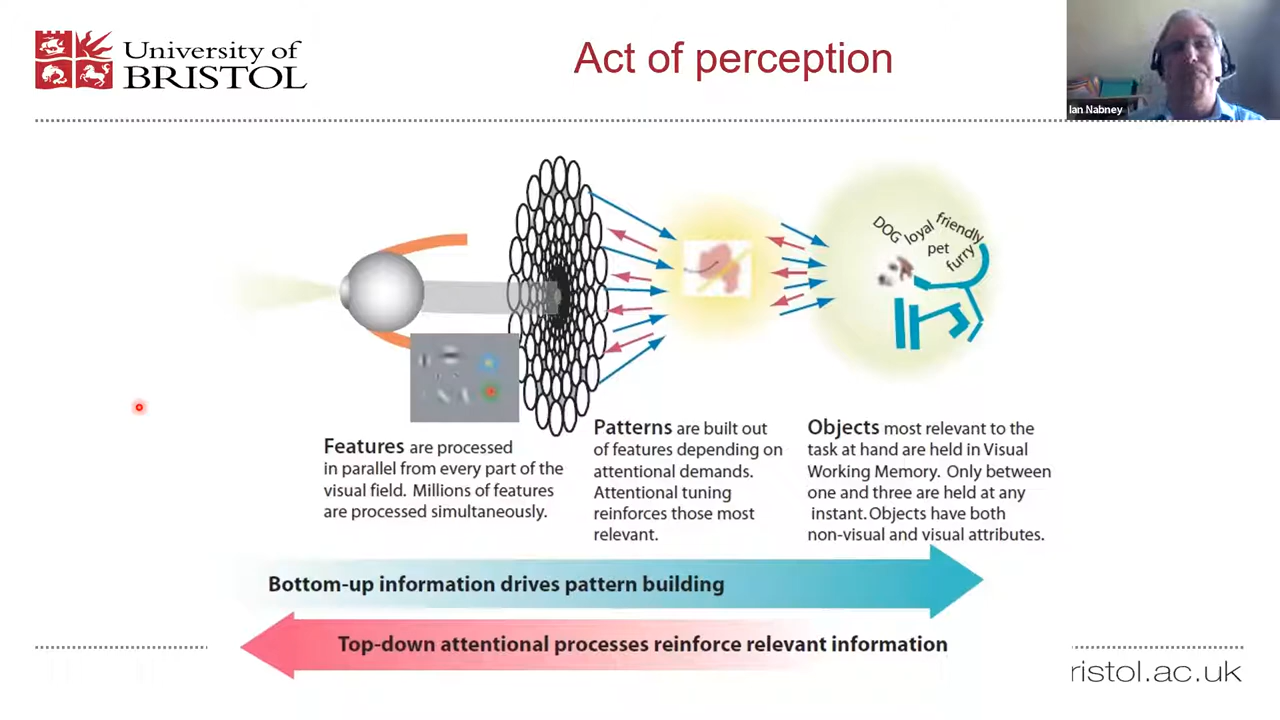 University of
BRISTOL
Act of perception
Ian Nabney
DOG
loyal
friendly
pet
furry
Features are processed
in parallel from every part of the
visual field. Millions of features
are processed simultaneously.
Patterns are built out
of features depending on
attentional demands.
Attentional tuning
reinforces those most
relevant.
Objects most relevant to the
task at hand are held in Visual
Working Memory. Only between
one and three are held at any
instant. Objects have both
non-visual and visual attributes.
Bottom-up information drives pattern building
Top-down attentional processes reinforce relevant information
ristol.ac.uk